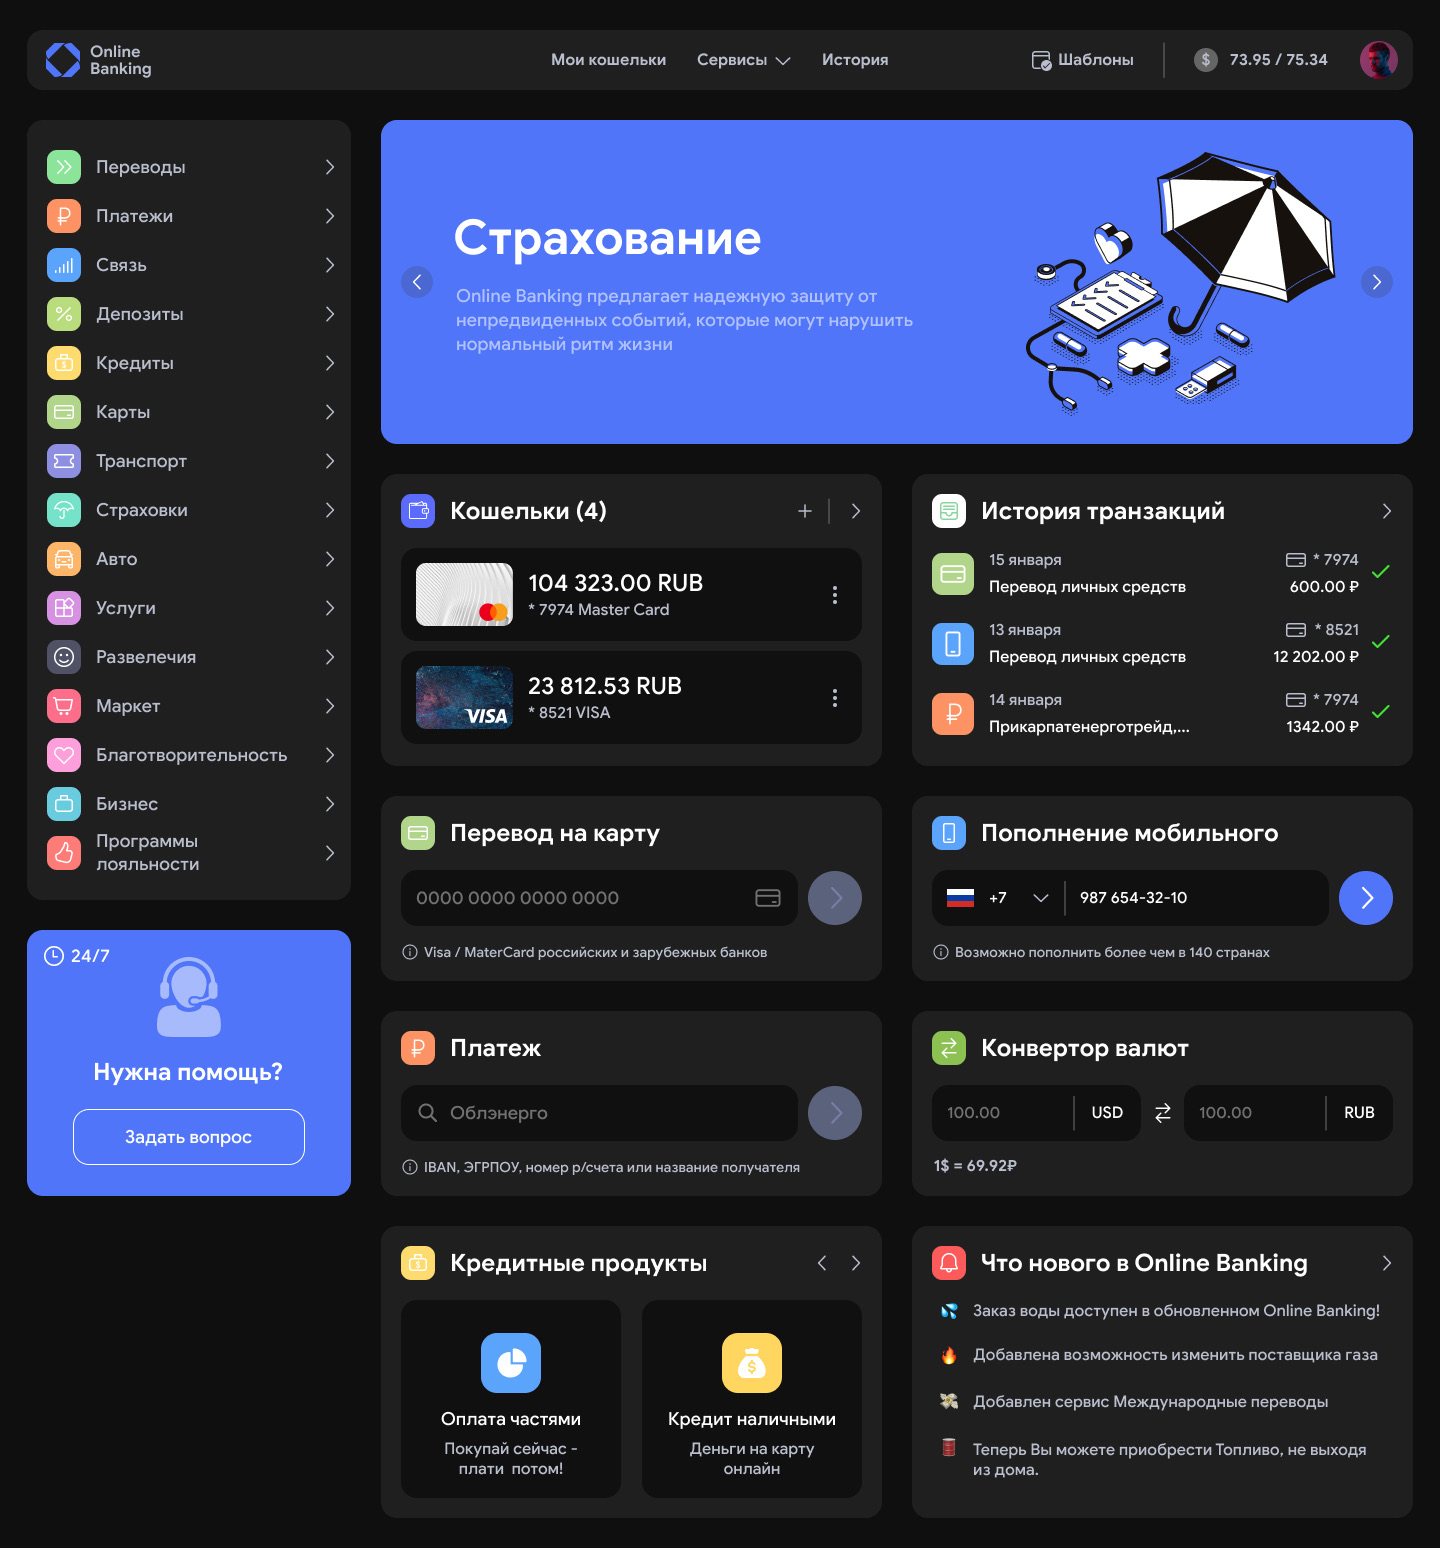 Online
Banking
Мои кошельки
Сервисы
История
Шаблоны
$
73.95 / 75.34
Переводы
Платежи
Связь
Депозиты
Кредиты
Карты
Транспорт
Страховки
Авто
Услуги
Развелечия
Маркет
Благотворительность
Бизнес
Программы
лояльности
24/7
Нужна помощь?
Задать вопрос
Страхование
Online Banking предлагает надежную защиту от
непредвиденных событий, которые могут нарушить
нормальный ритм жизни
Кошельки (4)
104 323.00 RUB
* 7974 Master Card
VISA
23 812.53 RUB
* 8521 VISA
История транзакций
15 января
* 7974
Перевод личных средств
600.00 ₽
13 января
* 8521
Перевод личных средств
12 202.00 ₽
14 января
* 7974
Прикарпатенерготрейд,...
1342.00 ₽
Перевод на карту
0000 0000 0000 0000
Visa / MaterCard российских и зарубежных банков
Пополнение мобильного
+7
987 654-32-10
Возможно пополнить более чем в 140 странах
Платеж
Облэнерго
IBAN, ЭГРПОУ, номер р/счета или название получателя
Конвертор валют
100.00
USD
100.00
RUB
1$ = 69.92₽
Кредитные продукты
Оплата частями
Покупай сейчас -
плати потом!
Кредит наличными
Деньги на карту
онлайн
Что нового в Online Banking
Заказ воды доступен в обновленном Online Banking!
Добавлена возможность изменить поставщика газа
Добавлен сервис Международные переводы
Теперь Вы можете приобрести Топливо, не выходя
из дома.